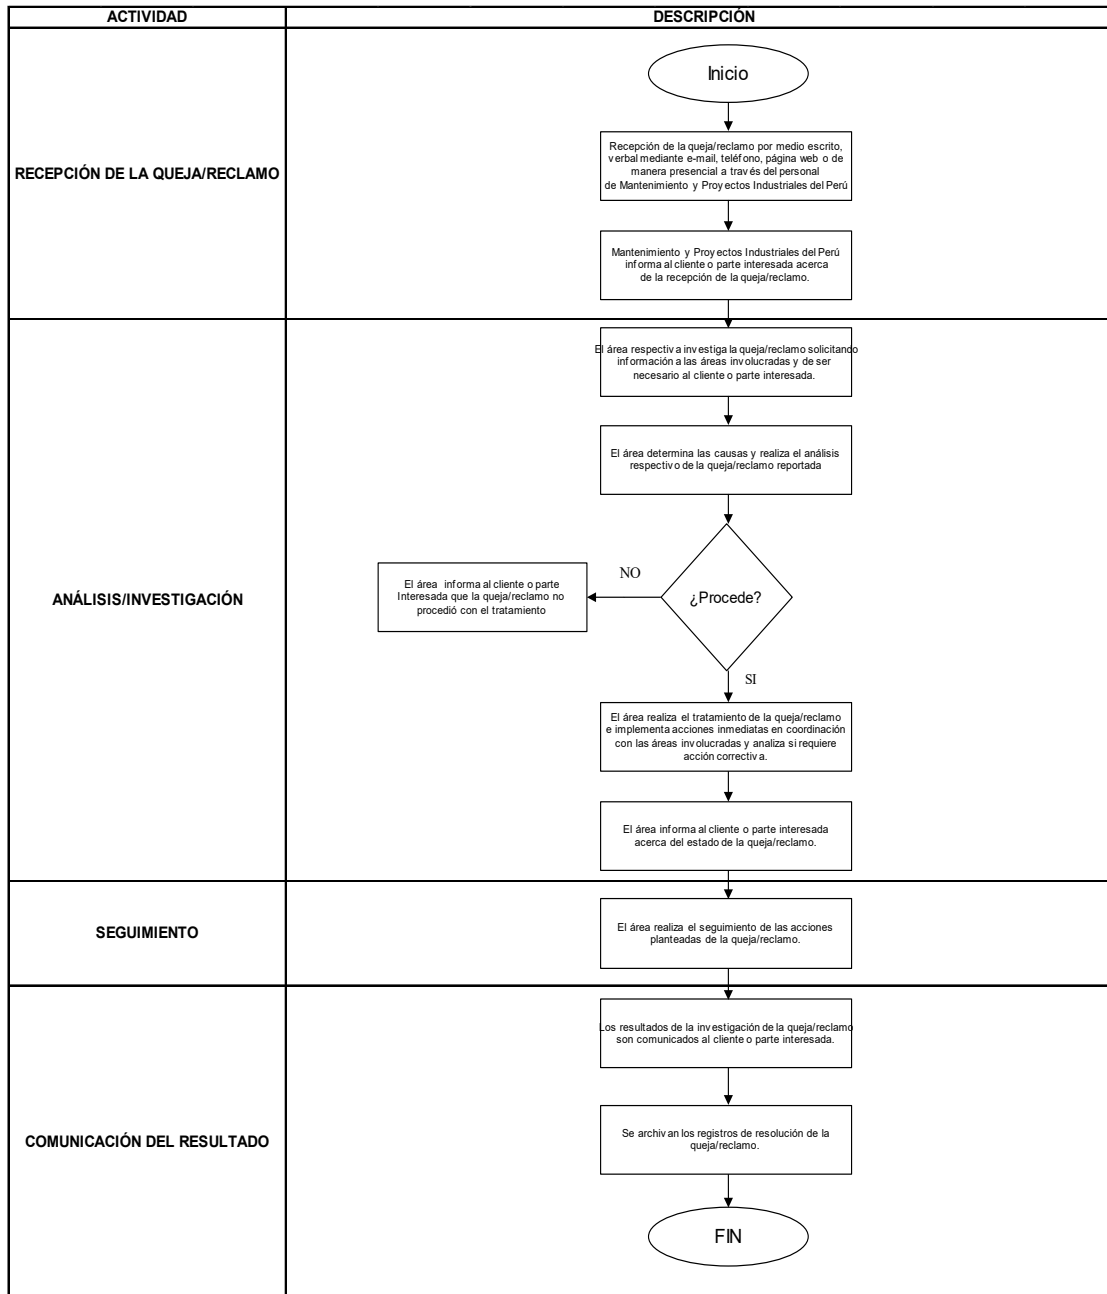 ACTIVIDAD
DESCRIPCIÓN
RECEPCIÓN DE LA QUEJA/RECLAMO
Inicio
Recepción de la queja/reclamo por medio escrito,
verbal mediante e-mail, teléfono, página web o de
manera presencial a través del personal
de Mantenimiento y Proyectos Industriales del Perú
Mantenimiento y Proyectos Industriales del Perú
informa al cliente o parte interesada acerca
de la recepción de la queja/reclamo.
ANÁLISIS/INVESTIGACIÓN
El área respectiva investiga la queja/reclamo solicitando
información a las áreas involucradas y de ser
necesario al cliente o parte interesada.
El área determina las causas y realiza el análisis
respectivo de la queja/reclamo reportada
¿Procede?
NO
El área informa al cliente o parte
Interesada que la queja/reclamo no
procedió con el tratamiento
SI
El área realiza el tratamiento de la queja/reclamo
e implementa acciones inmediatas en coordinación
con las áreas involucradas y analiza si requiere
acción correctiva.
El área informa al cliente o parte interesada
acerca del estado de la queja/reclamo.
SEGUIMIENTO
El área realiza el seguimiento de las acciones
planteadas de la queja/reclamo.
COMUNICACIÓN DEL RESULTADO
Los resultados de la investigación de la queja/reclamo
son comunicados al cliente o parte interesada.
Se archivan los registros de resolución de la
queja/reclamo.
FIN